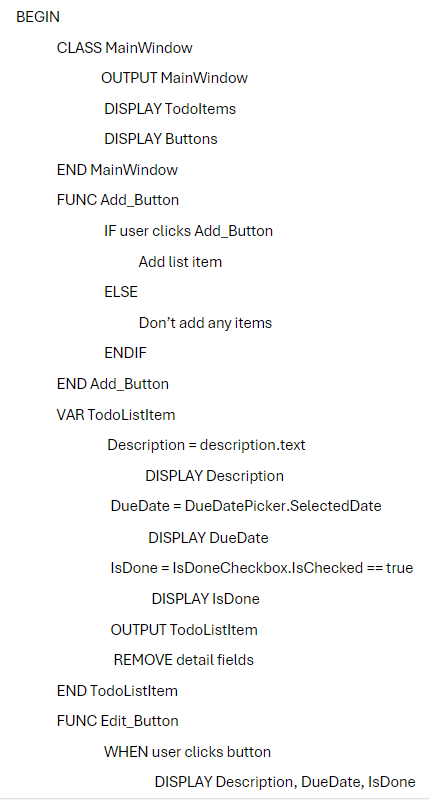 BEGIN
CLASS MainWindow
OUTPUT MainWindow
DISPLAY TodoItems
DISPLAY Buttons
END MainWindow
FUNC Add_Button
IF user clicks Add_Button
Add list item
ELSE
Don’t add any items
ENDIF
END Add_Button
VAR TodoListItem
Description = description.text
DISPLAY Description
DueDate = DueDatePicker.SelectedDate
DISPLAY DueDate
IsDone = IsDoneCheckbox.IsChecked == true
DISPLAY IsDone
OUTPUT TodoListItem
REMOVE detail fields
END TodoListItem
FUNC Edit_Button
WHEN user clicks button
DISPLAY Description, DueDate, IsDone